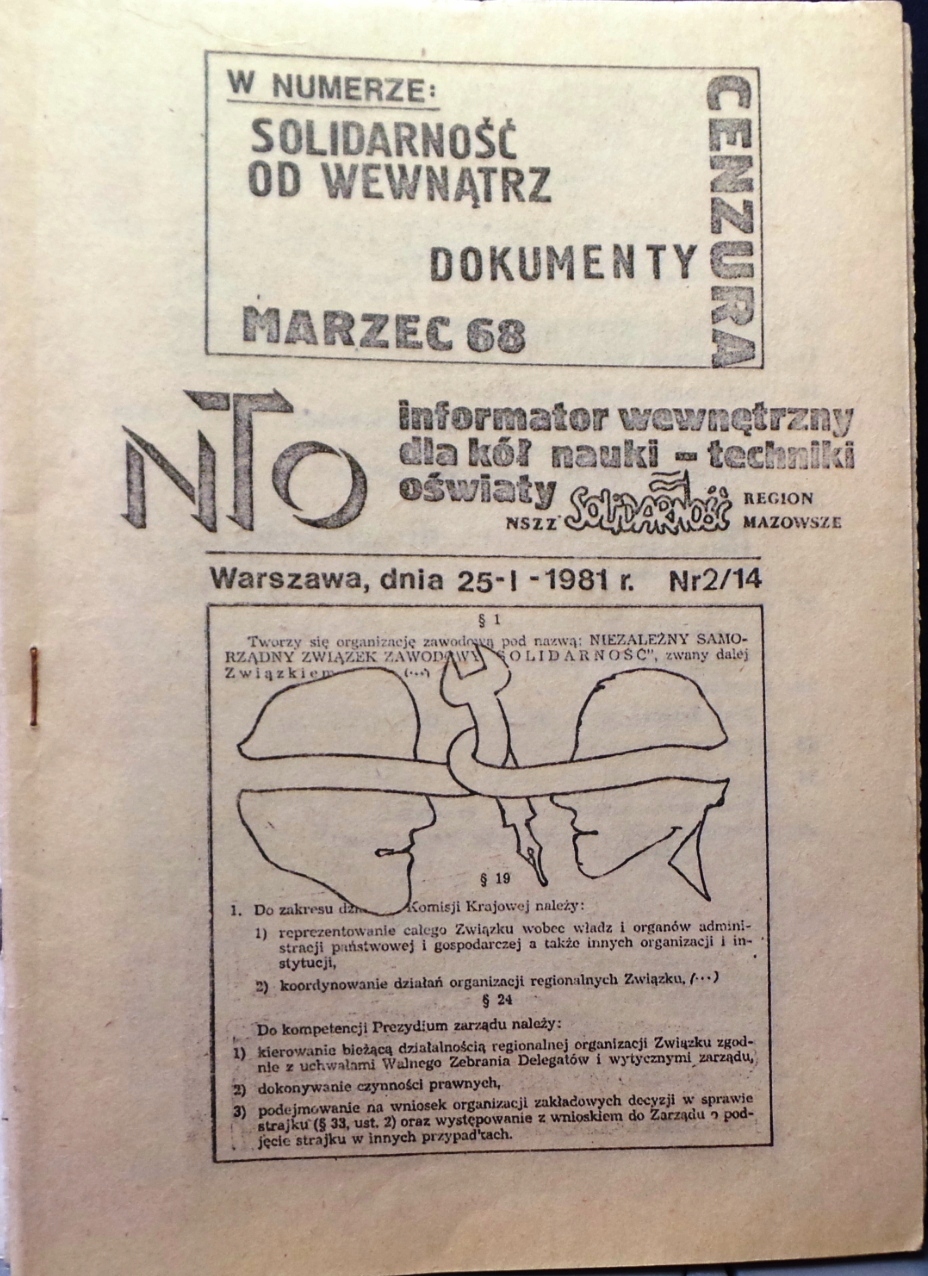 W NUMERZE:
SOLIDARNOŚĆ
OD WEWNĄTRZ
DOKUMENTY
CENZURA
MARZEC 68
NTO
informator wewnętrzny
dla kół nauki – techniki
oświaty
NSZZ SOLIDARNOŚĆ REGION
MAZOWSZE
Warszawa, dnia 25-I-1981 r. Nr2/14
§ 1
Tworzy się organizację zawodową pod nazwą: NIEZALEŻNY SAMO-
RZĄDNY ZWIĄZEK ZAWODOWY SOLIDARNOŚĆ", zwany dalej
Związkiem (...)
§ 19
1. Do zakresu Komisji Krajowej należy:
1) reprezentowanie całego Związku wobec władz i organów admini-
stracji państwowej i gospodarczej a także innych organizacji i in-
stytucji,
2) koordynowanie działań organizacji regionalnych Związku, (...)
§ 24
Do kompetencji Prezydium zarządu należy:
1) kierowanie bieżącą działalnością regionalnej organizacji Związku zgod-
nie z uchwałami Walnego Zebrania Delegatów i wytycznymi zarządu,
2) dokonywanie czynności prawnych,
3) podejmowanie na wniosek organizacji zakładowych decyzji w sprawie
strajku (§ 33, ust. 2) oraz występowanie z wnioskiem do Zarządu o pod-
jęcie strajku w innych przypadkach.